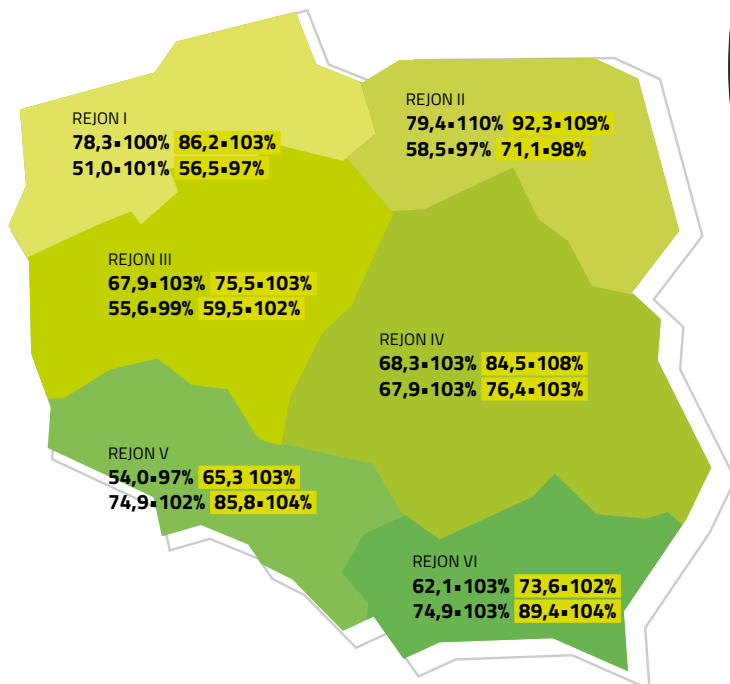 REJON I
78,3▪100% 86,2▪103%
51,0▪101% 56,5▪97%
REJON II
79,4▪110% 92,3▪109%
58,5▪97% 71,1▪98%
REJON III
67,9▪103% 75,5▪103%
55,6▪99% 59,5▪102%
REJON IV
68,3▪103% 84,5▪108%
67,9▪103% 76,4▪103%
REJON V
54,0▪97% 65,3 103%
74,9▪102% 85,8▪104%
REJON VI
62,1▪103% 73,6▪102%
74,9▪103% 89,4▪104%